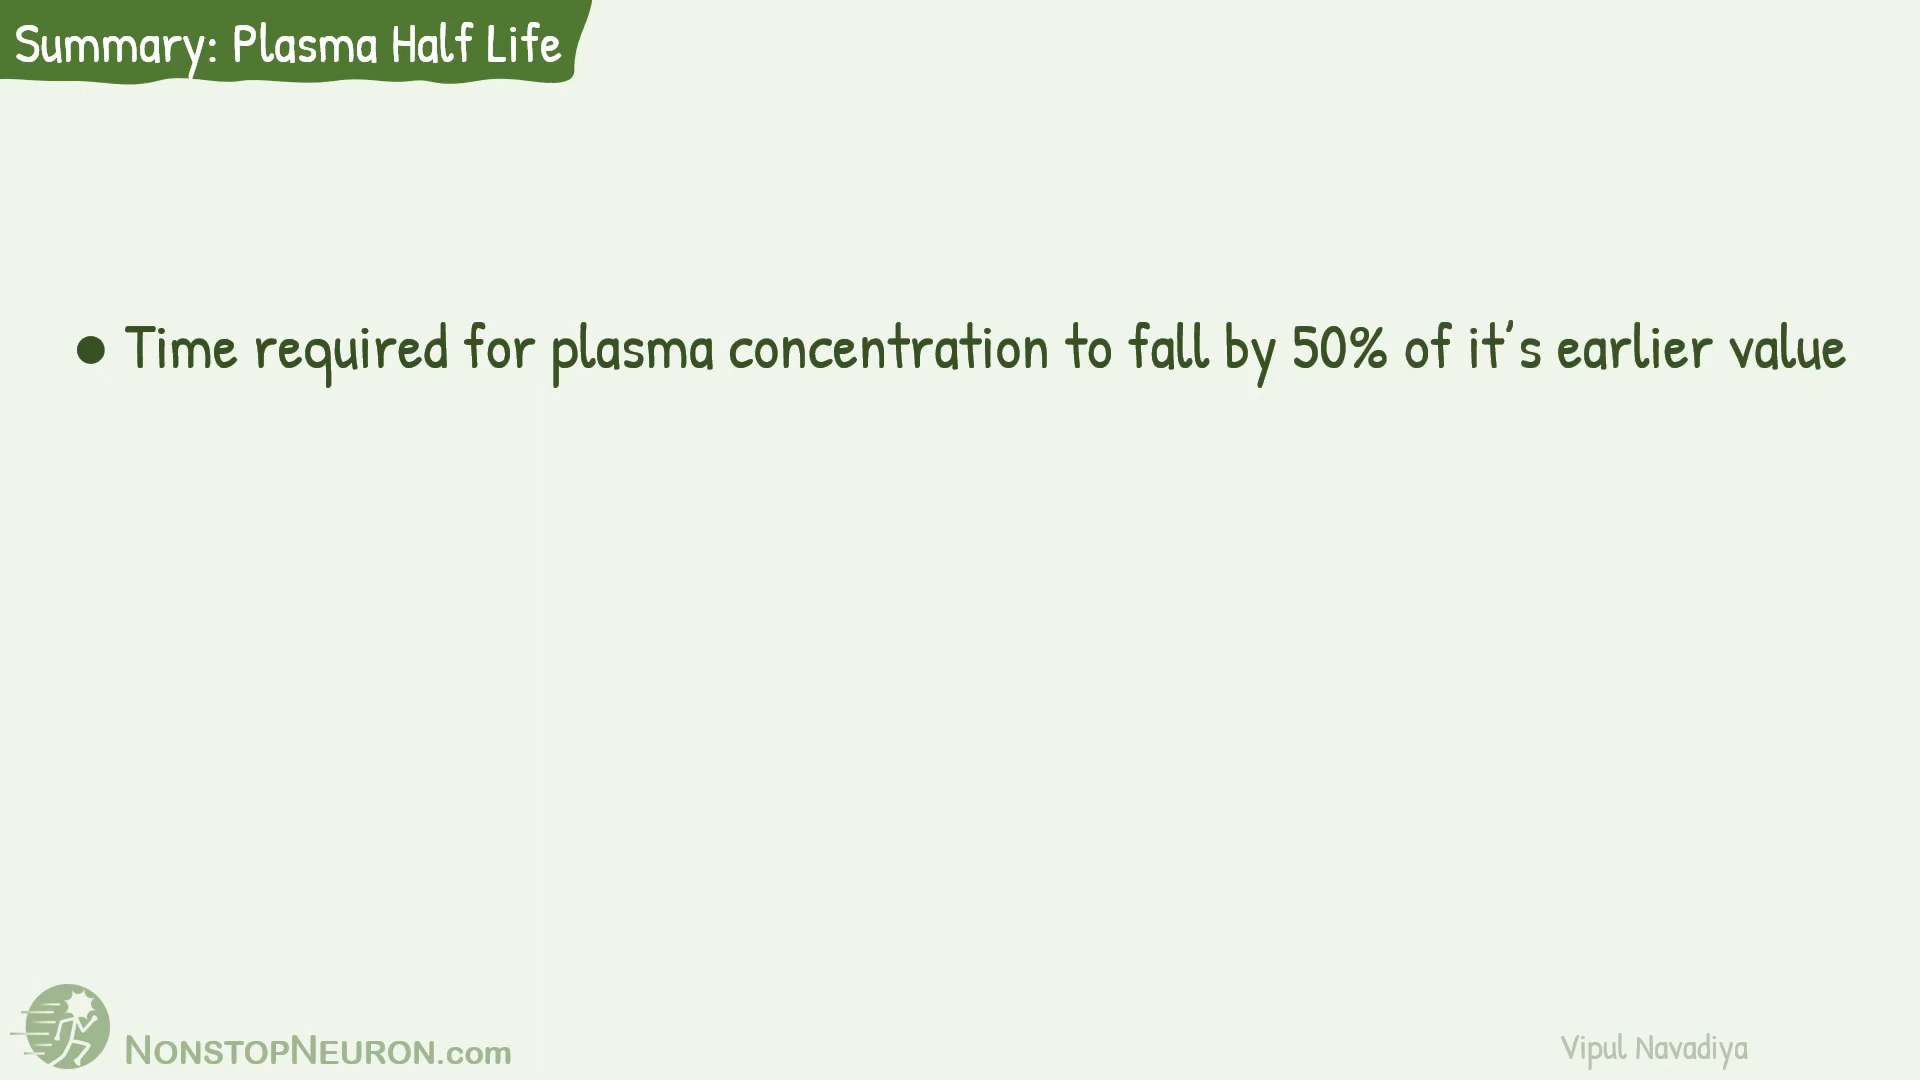 Summary: Plasma Half Life
● Time required for plasma concentration to fall by 50% of it's earlier value
NONSTOPNEURON.com
Vipul Navadiya